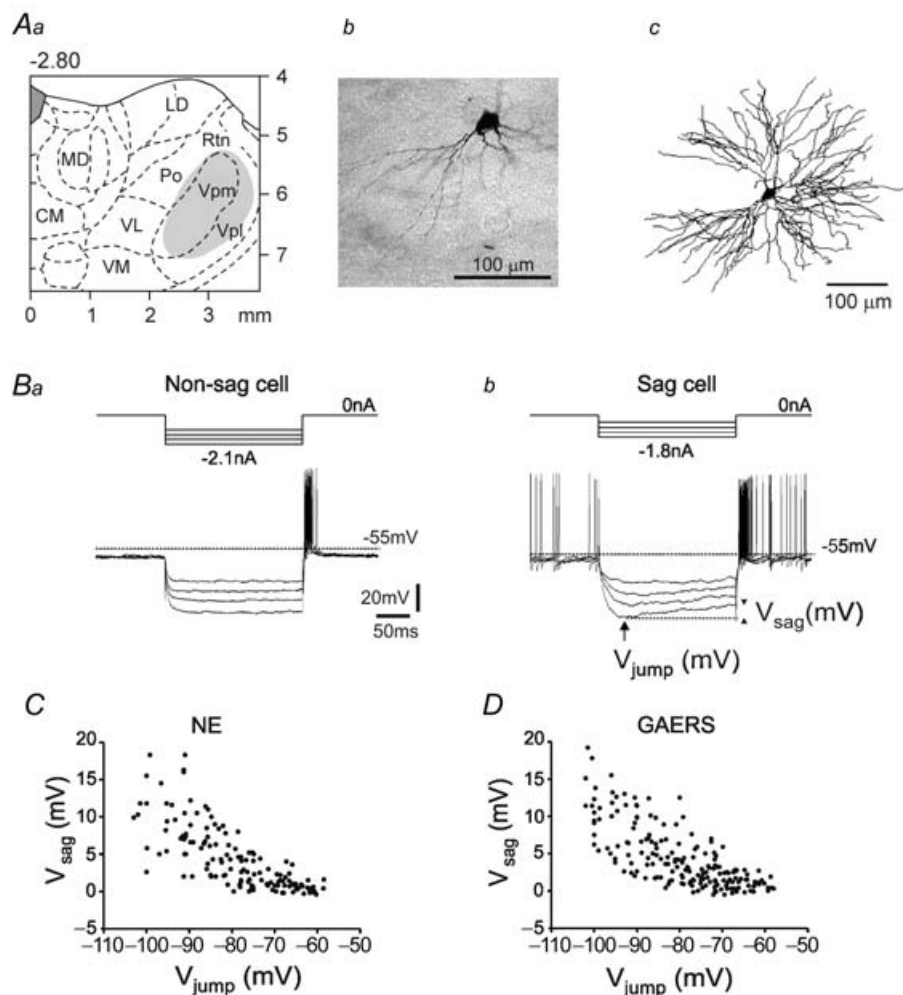 Aa
b
c
-2.80
4
5
6
7
LD
Rtn
MD
Po
Vpm
CM
VL
Vpl
VM
0 1 2 3 mm
100 μm
100 μm
Ba
Non-sag cell
0nA
-2.1nA
-55mV
20mV
50ms
b
Sag cell
0nA
-1.8nA
-55mV
Vsag(mV)
Vjump (mV)
C
NE
20
15
10
5
0
−5
Vsag (mV)
−110 −100 −90 −80 −70 −60 −50
Vjump (mV)
D
GAERS
20
15
10
5
0
−5
Vsag (mV)
−110 −100 −90 −80 −70 −60 −50
Vjump (mV)